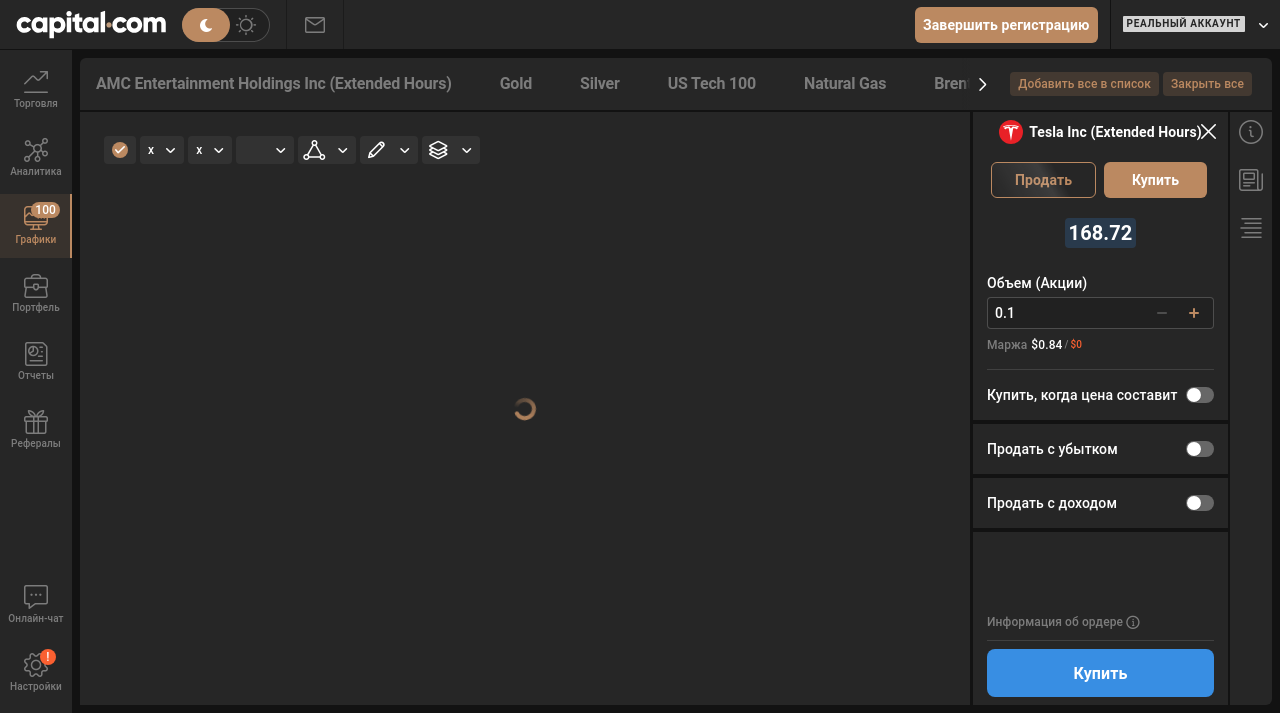 capital.com
Завершить регистрацию
РЕАЛЬНЫЙ АККАУНТ
Торговля
Аналитика
100
Графики
Портфель
Отчеты
Рефералы
Онлайн-чат
!
Настройки
AMC Entertainment Holdings Inc (Extended Hours)
Gold
Silver
US Tech 100
Natural Gas
Brent
Добавить все в список
Закрыть все
x
x
Tesla Inc (Extended Hours)
Продать
Купить
168.72
Объем (Акции)
0.1
Маржа $0.84 / $0
Купить, когда цена составит
Продать с убытком
Продать с доходом
Информация об ордере
Купить